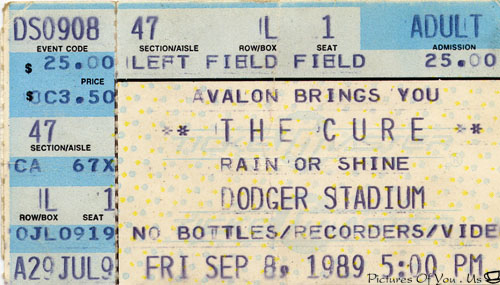 DS0908 47 IL 1 ADULT
EVENT CODE SECTION/AISLE ROW/BOX SEAT ADMISSION
$ 25.00 LEFT FIELD FIELD 25.00
PRICE
$ C3.50
AVALON BRINGS YOU
47
** THE CURE **
SECTION/AISLE
CA 67X
RAIN OR SHINE
IL 1
DODGER STADIUM
ROW/BOX SEAT
OJL0919
NO BOTTLES/RECORDERS/VIDE
A29JUL9
FRI SEP 8, 1989 5:00 PM
Pictures Of You . Us